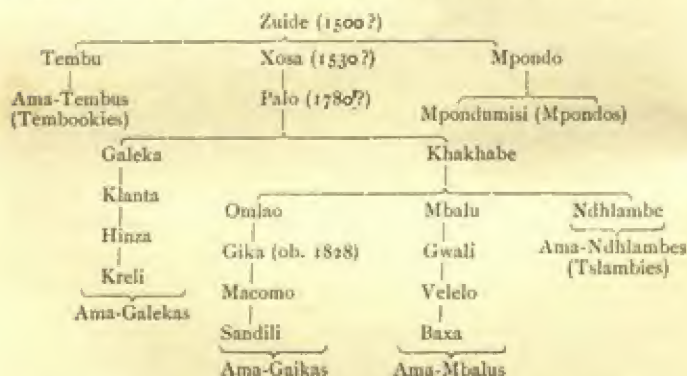 Zuide (1500?)
Tembu Xosa (1530?) Mpondo
Ama-Tembus Palo (1780?) Mpondumisi (Mpondos)
(Tembookies)
Galeka Khakhabe
Klanta Omlao Mbalu Ndhlambe
Hinza Gika (ob. 1828) Gwali Ama-Ndhlambes
Kreli Macomo Velelo (Tslambies)
Ama-Galekas Sandili Baxa
Ama-Gaikas Ama-Mbalus